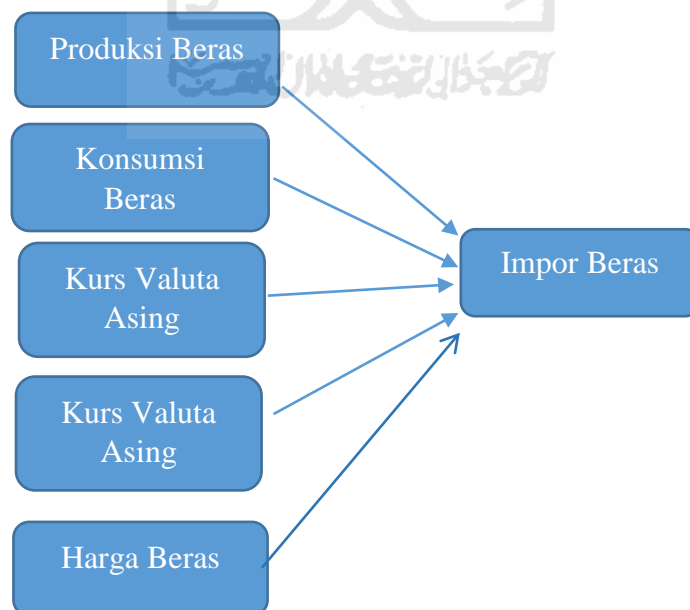 Produksi Beras
Konsumsi
Beras
Kurs Valuta
Asing
Impor Beras
Kurs Valuta
Asing
Harga Beras